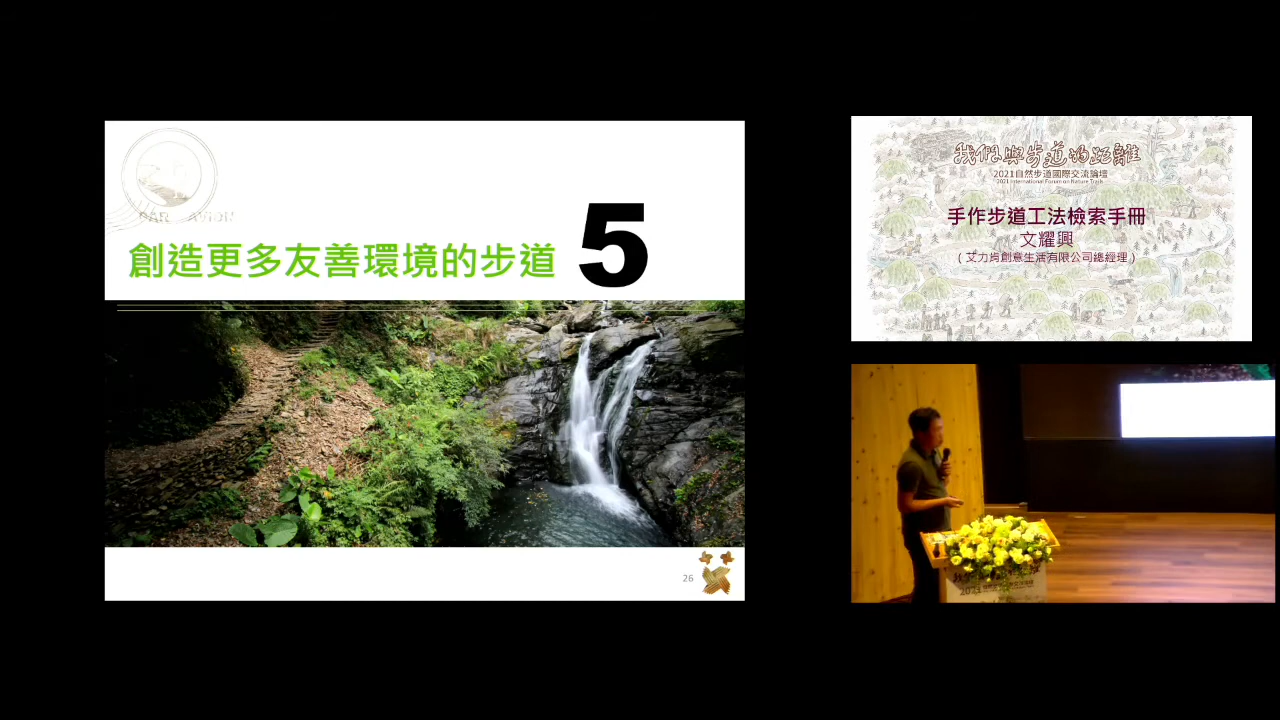 PAR AVION
創造更多友善環境的步道
5
26
我們與步道的距離
2021自然步道國際交流論壇
2021 International Forum on Nature Trails
手作步道工法檢索手冊
文耀興
(艾力肯創意生活有限公司總經理)